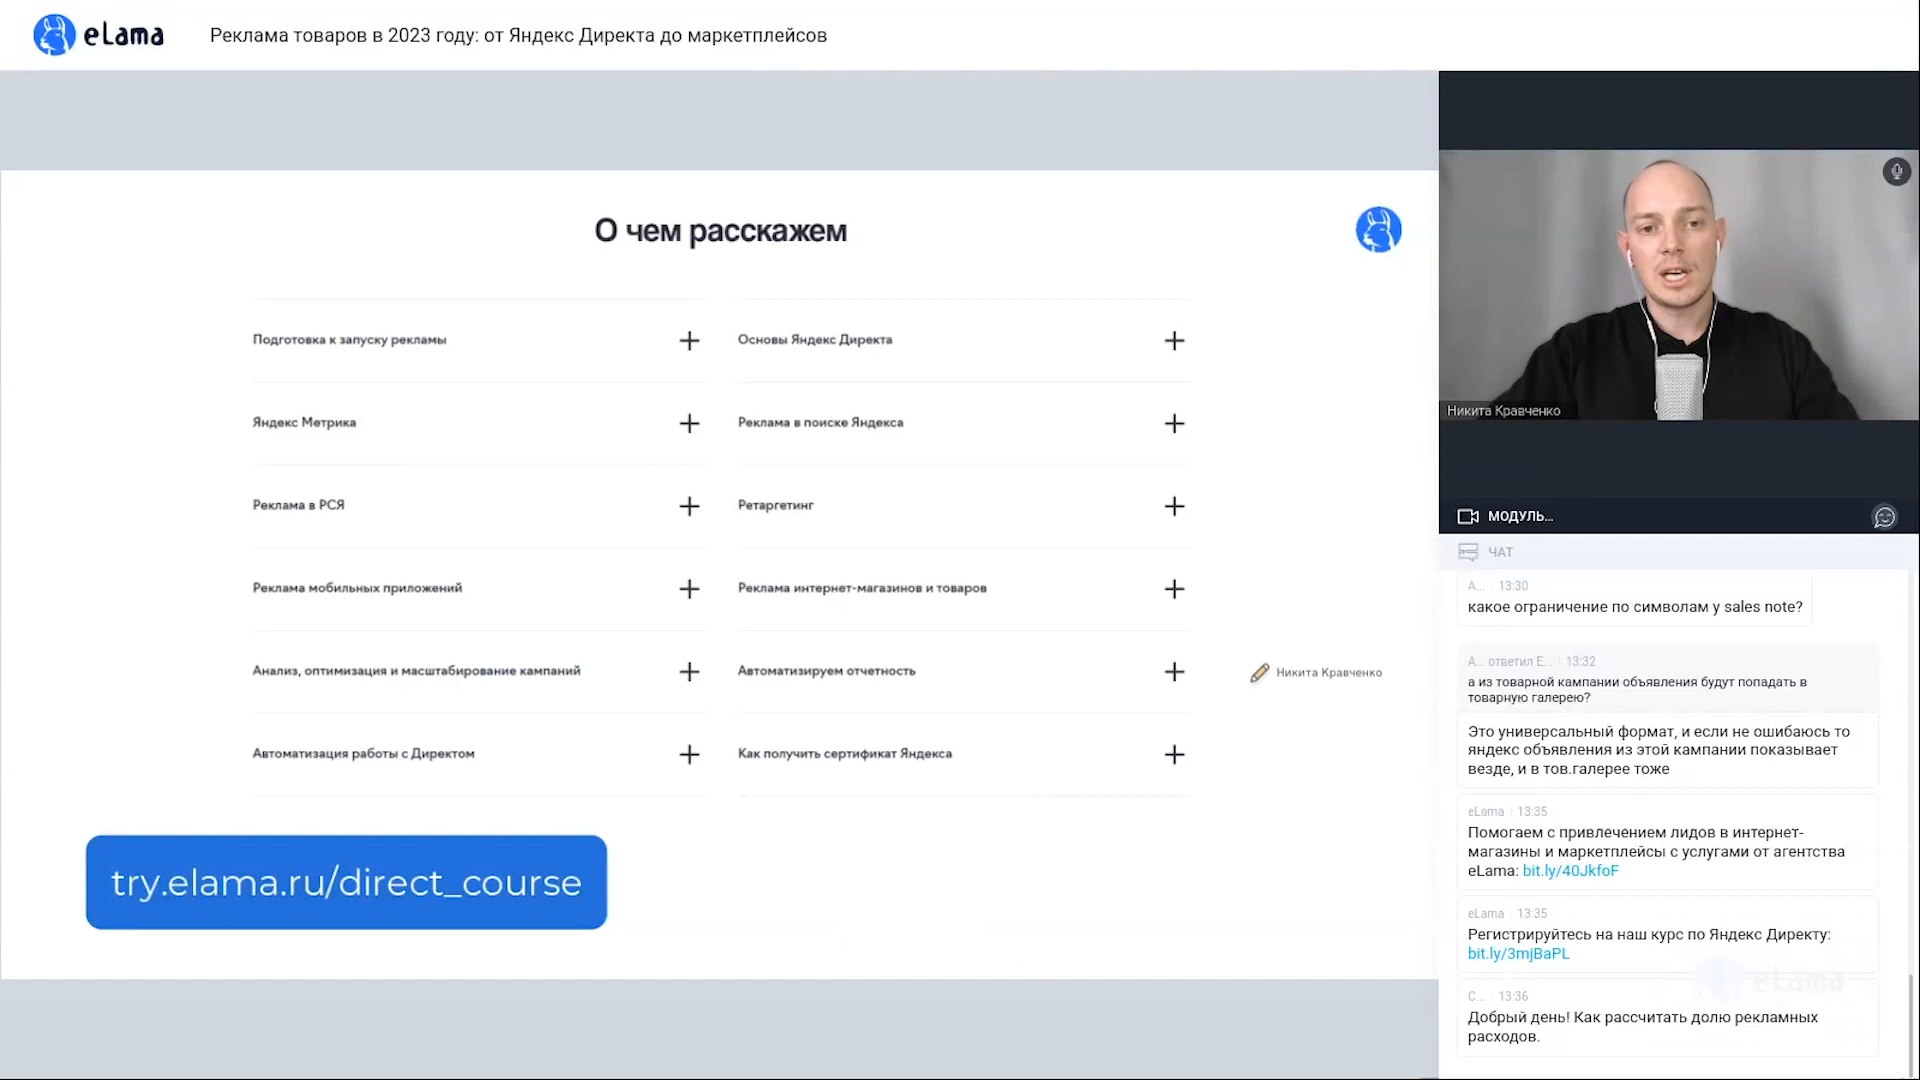 eLama
Реклама товаров в 2023 году: от Яндекс Директа до маркетплейсов
О чем расскажем
Подготовка к запуску рекламы
Основы Яндекс Директа
Яндекс Метрика
Реклама в поиске Яндекса
Реклама в РСЯ
Ретаргетинг
Реклама мобильных приложений
Реклама интернет-магазинов и товаров
Анализ, оптимизация и масштабирование кампаний
Автоматизируем отчетность
Никита Кравченко
Автоматизация работы с Директом
Как получить сертификат Яндекса
try.elama.ru/direct_course
Никита Кравченко
МОДУЛЬ...
ЧАТ
А... 13:30
какое ограничение по символам у sales note?
А... ответил Е... 13:32
а из товарной кампании объявления будут попадать в
товарную галерею?
Это универсальный формат, и если не ошибаюсь то
яндекс объявления из этой кампании показывает
везде, и в тов.галерее тоже
eLama 13:35
Помогаем с привлечением лидов в интернет-
магазины и маркетплейсы с услугами от агентства
eLama: bit.ly/40JkfoF
eLama 13:35
Регистрируйтесь на наш курс по Яндекс Директу:
bit.ly/3mjBaPL
eLama
С... 13:36
Добрый день! Как рассчитать долю рекламных
расходов.